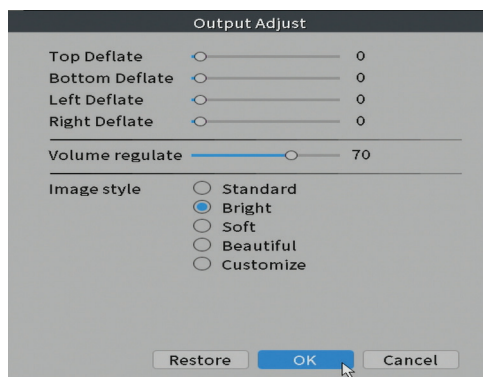 Output Adjust
Top Deflate 0
Bottom Deflate 0
Left Deflate 0
Right Deflate 0
Volume regulate 70
Image style Standard
Bright
Soft
Beautiful
Customize
Restore OK Cancel